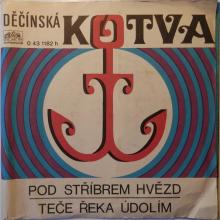 DĚČÍNSKÁ
KOTVA
0 43 1182 h
POD STŘÍBREM HVĚZD
TEČE ŘEKA ÚDOLÍM